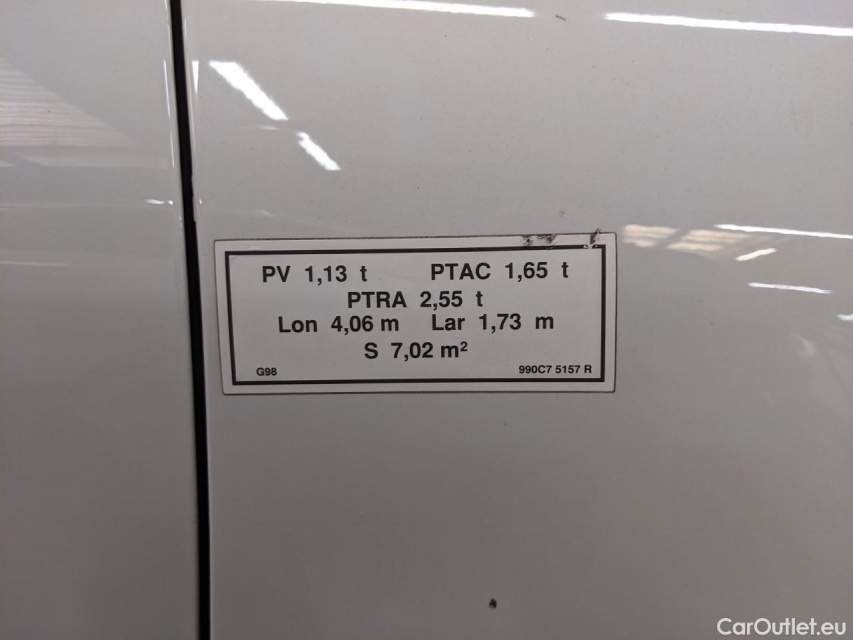 PV 1,13 t PTAC 1,65 t
PTRA 2,55 t
Lon 4,06 m Lar 1,73 m
S 7,02 m²
G98 990C7 5157 R
CarOutlet.eu